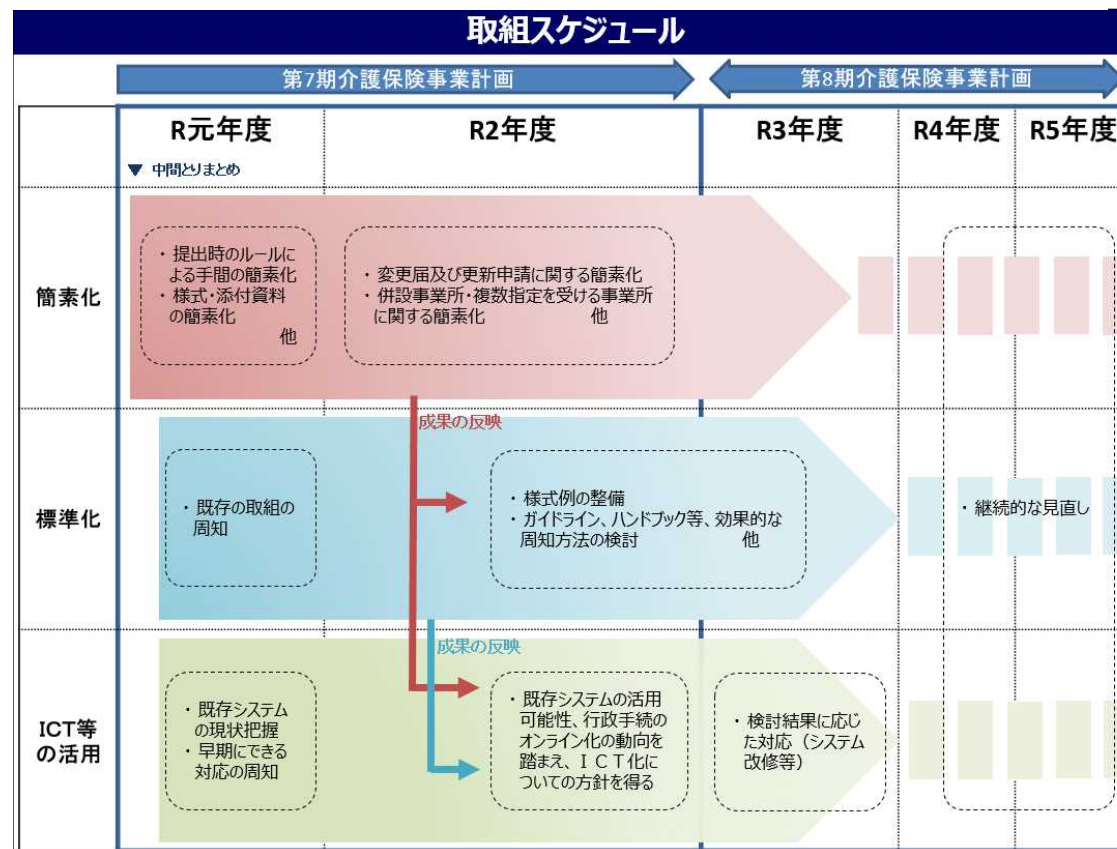 取組スケジュール
第7期介護保険事業計画
第8期介護保険事業計画
R元年度
R2年度
R3年度
R4年度
R5年度
▼ 中間とりまとめ
簡素化
・ 提出時のルールに
よる手間の簡素化
・ 様式・添付資料
の簡素化
他
・ 変更届及び更新申請に関する簡素化
・ 併設事業所・複数指定を受ける事業所
に関する簡素化 他
成果の反映
標準化
・ 既存の取組の
周知
・ 様式例の整備
・ ガイドライン、ハンドブック等、効果的な
周知方法の検討 他
・ 継続的な見直し
成果の反映
ICT等
の活用
・ 既存システム
の現状把握
・ 早期にできる
対応の周知
・ 既存システムの活用
可能性、行政手続の
オンライン化の動向を
踏まえ、ＩＣＴ化に
ついての方針を得る
・ 検討結果に応じ
た対応（システム
改修等）